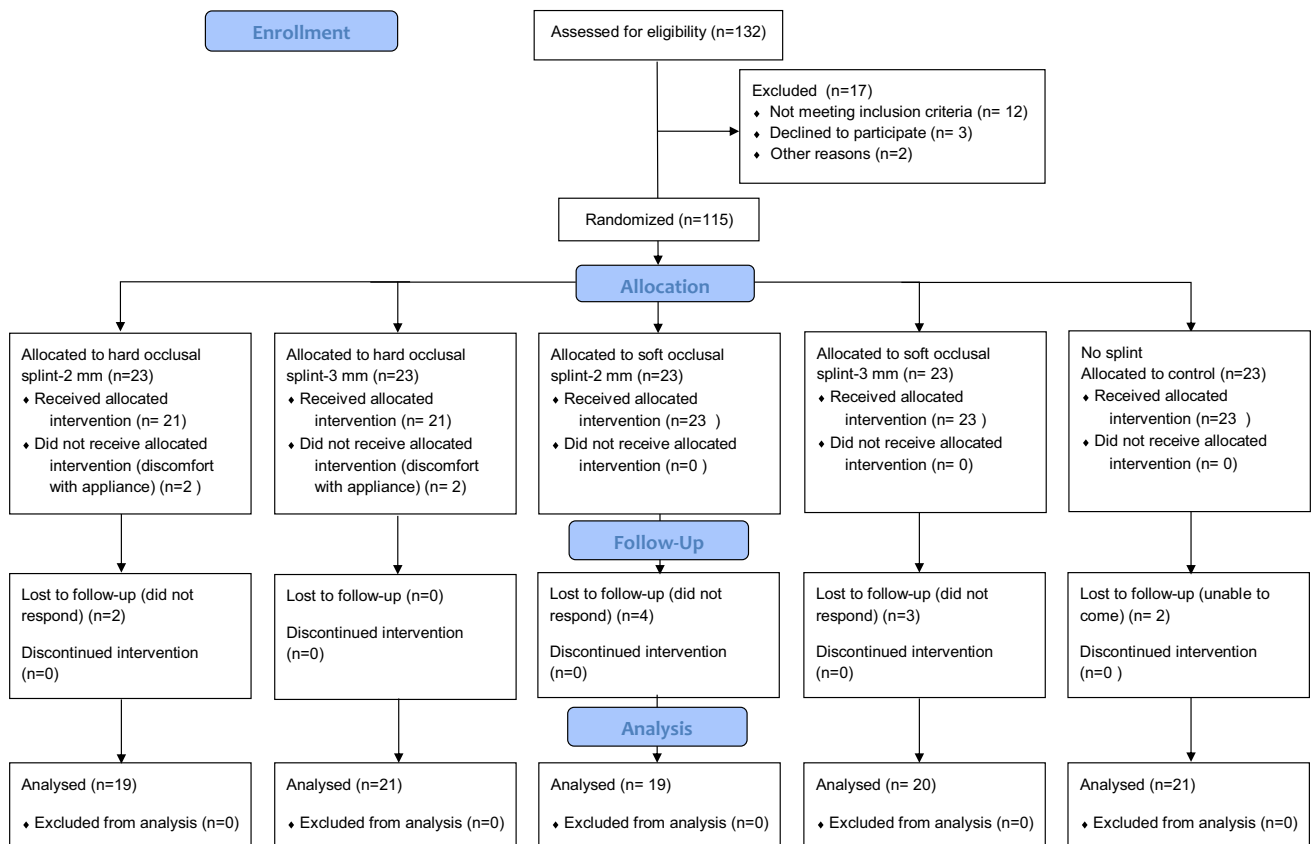 Enrollment
Assessed for eligibility (n=132)
Excluded (n=17)
♦ Not meeting inclusion criteria (n= 12)
♦ Declined to participate (n= 3)
♦ Other reasons (n=2)
Randomized (n=115)
Allocation
Allocated to hard occlusal
splint-2 mm (n=23)
♦ Received allocated
intervention (n= 21)
♦ Did not receive allocated
intervention (discomfort
with appliance) (n=2 )
Allocated to hard occlusal
splint-3 mm (n=23)
♦ Received allocated
intervention (n= 21)
♦ Did not receive allocated
intervention (discomfort
with appliance) (n= 2)
Allocated to soft occlusal
splint-2 mm (n=23)
♦ Received allocated
intervention (n=23 )
♦ Did not receive allocated
intervention (n=0 )
Allocated to soft occlusal
splint-3 mm (n= 23)
♦ Received allocated
intervention (n= 23 )
♦ Did not receive allocated
intervention (n= 0)
No splint
Allocated to control (n=23)
♦ Received allocated
intervention (n=23 )
♦ Did not receive allocated
intervention (n= 0)
Follow-Up
Lost to follow-up (did not
respond) (n=2)
Discontinued intervention
(n=0)
Lost to follow-up (n=0)
Discontinued intervention
(n=0)
Lost to follow-up (did not
respond) (n=4)
Discontinued intervention
(n=0)
Lost to follow-up (did not
respond) (n=3)
Discontinued intervention
(n=0)
Lost to follow-up (unable to
come) (n= 2)
Discontinued intervention
(n=0 )
Analysis
Analysed (n=19)
♦ Excluded from analysis (n=0)
Analysed (n=21)
♦ Excluded from analysis (n=0)
Analysed (n= 19)
♦ Excluded from analysis (n=0)
Analysed (n= 20)
♦ Excluded from analysis (n=0)
Analysed (n=21)
♦ Excluded from analysis (n=0)